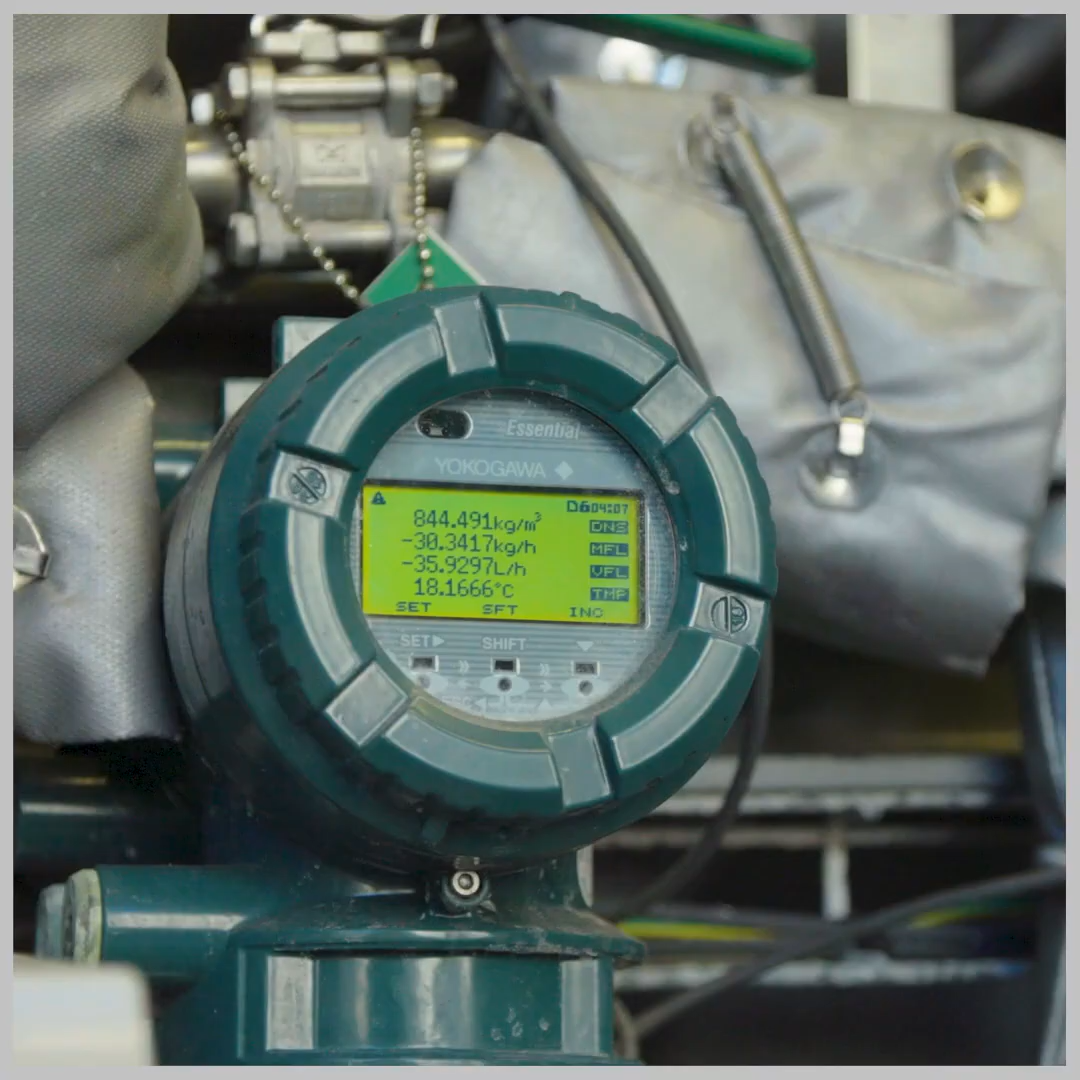 Essential
YOKOGAWA
04:07
844.491kg/m³ DNS
-30.3417kg/h MFL
-35.9297L/h VFL
18.1666°C TMP
SET SFT INC
SET SHIFT